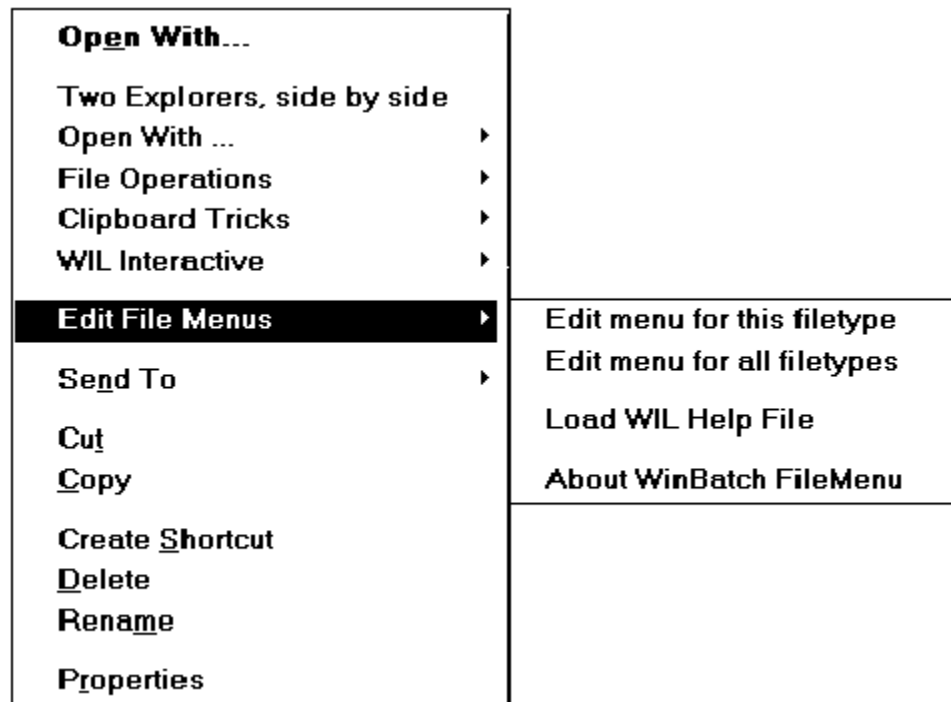 Open With...
Two Explorers, side by side
Open With ...
File Operations
Clipboard Tricks
WIL Interactive
Edit File Menus
Edit menu for this filetype
Edit menu for all filetypes
Load WIL Help File
About WinBatch FileMenu
Send To
Cut
Copy
Create Shortcut
Delete
Rename
Properties